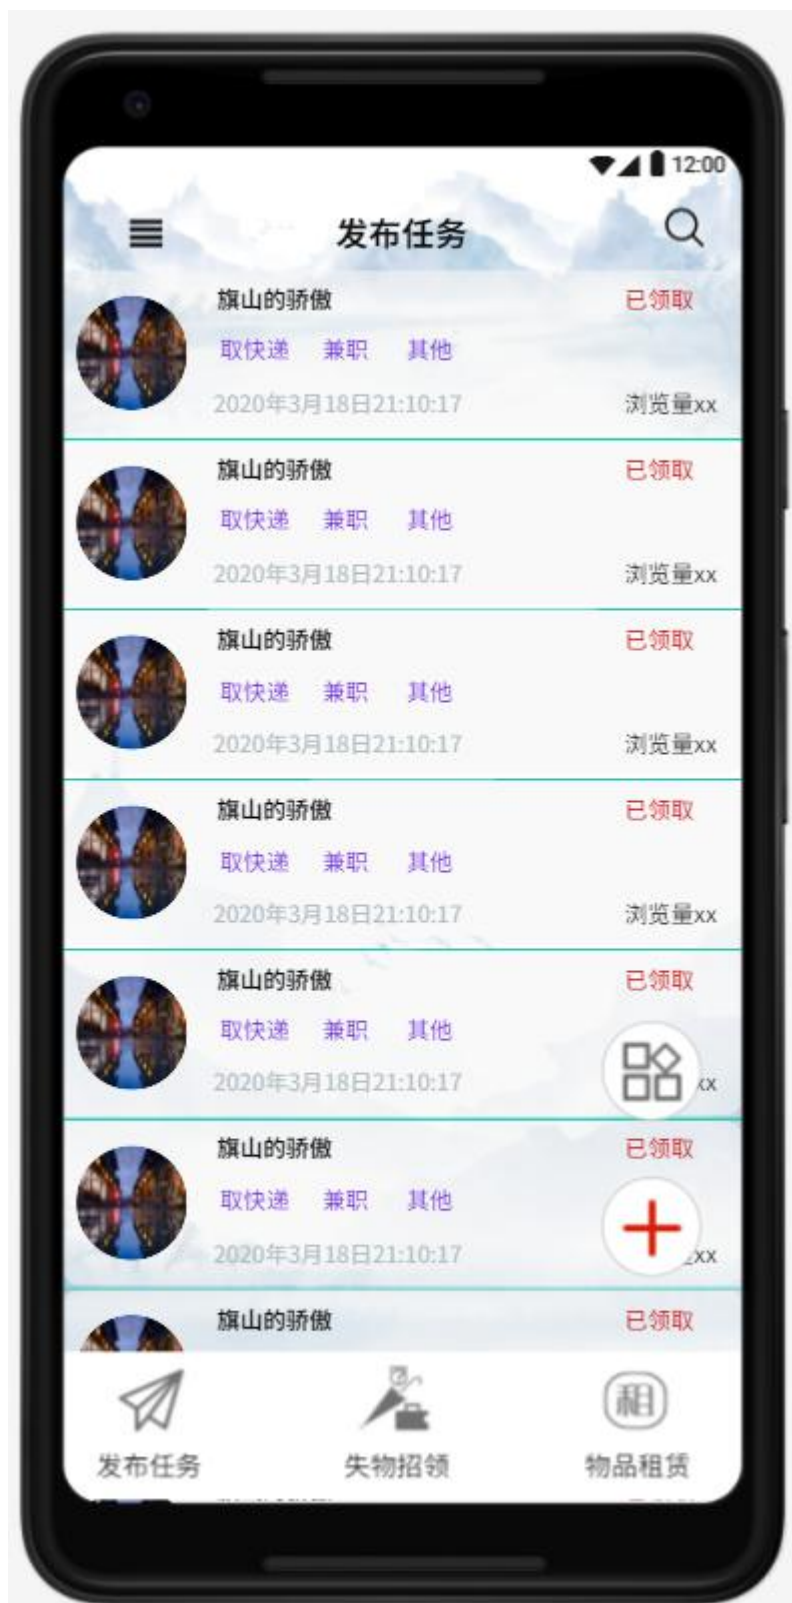 12:00
发布任务
旗山的骄傲 已领取
取快递 兼职 其他
2020年3月18日21:10:17 浏览量xx
旗山的骄傲 已领取
取快递 兼职 其他
2020年3月18日21:10:17 浏览量xx
旗山的骄傲 已领取
取快递 兼职 其他
2020年3月18日21:10:17 浏览量xx
旗山的骄傲 已领取
取快递 兼职 其他
2020年3月18日21:10:17 浏览量xx
旗山的骄傲 已领取
取快递 兼职 其他
2020年3月18日21:10:17 xx
旗山的骄傲 已领取
取快递 兼职 其他
2020年3月18日21:10:17 xx
旗山的骄傲 已领取
租
发布任务 失物招领 物品租赁